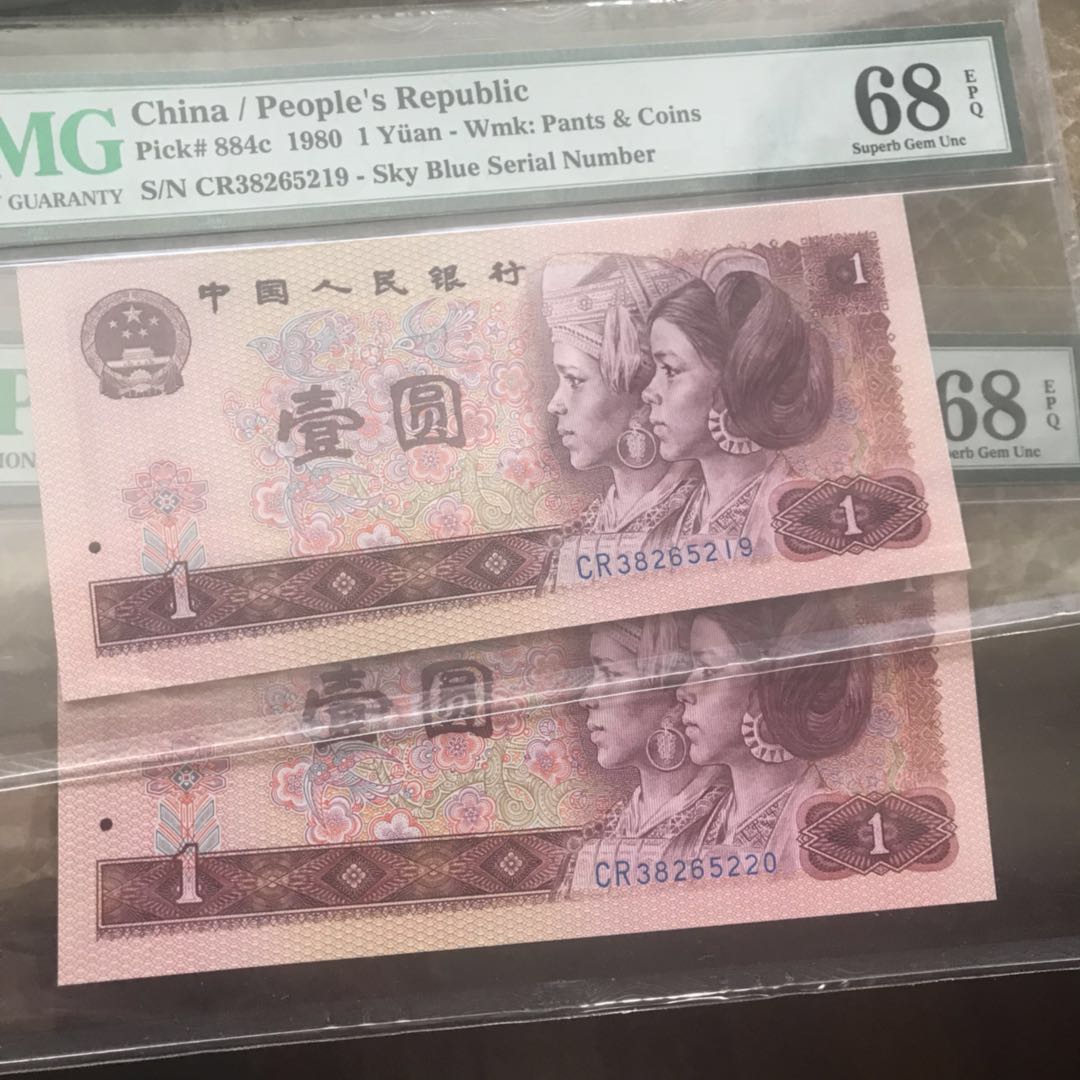 MG
GUARANTY
China / People's Republic
Pick# 884c 1980 1 Yüan - Wmk: Pants & Coins
S/N CR38265219 - Sky Blue Serial Number
68
EPQ
Superb Gem Unc
中国人民银行
1
壹圆
1
CR38265219
1
68
EPQ
erb Gem Unc
P
ION
壹圆
1
CR38265220
1